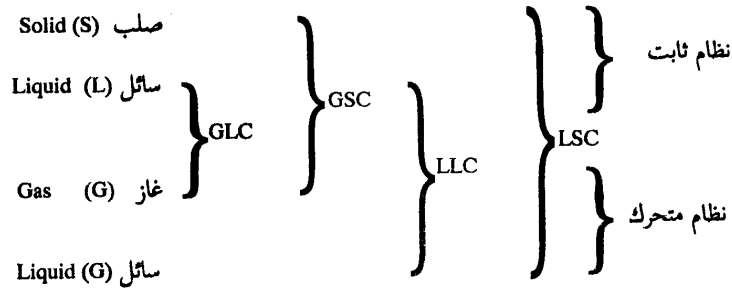 Solid (S) صلب
نظام ثابت
Liquid (L) سائل
GSC
GLC
LSC
LLC
Gas (G) غاز
نظام متحرك
Liquid (G) سائل